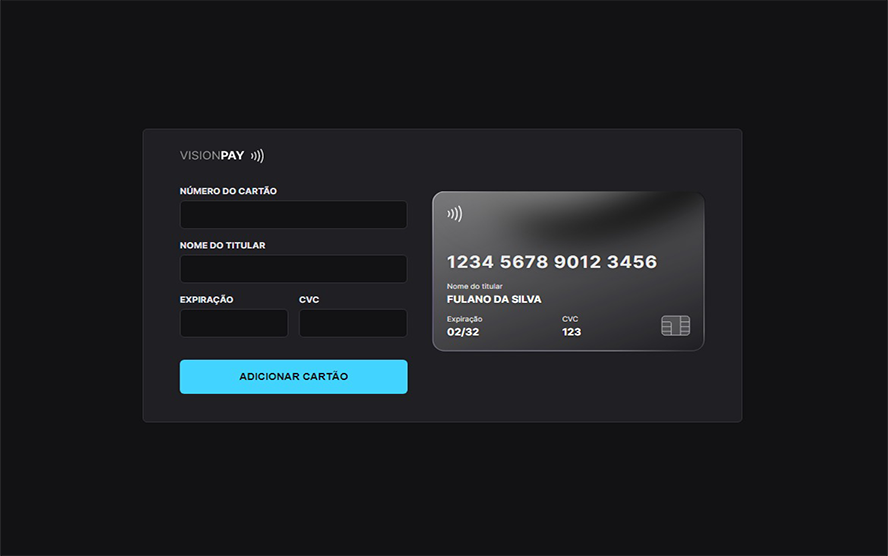 VISIONPAY
NÚMERO DO CARTÃO
NOME DO TITULAR
EXPIRAÇÃO CVC
ADICIONAR CARTÃO
1234 5678 9012 3456
Nome do titular
FULANO DA SILVA
Expiração CVC
02/32 123